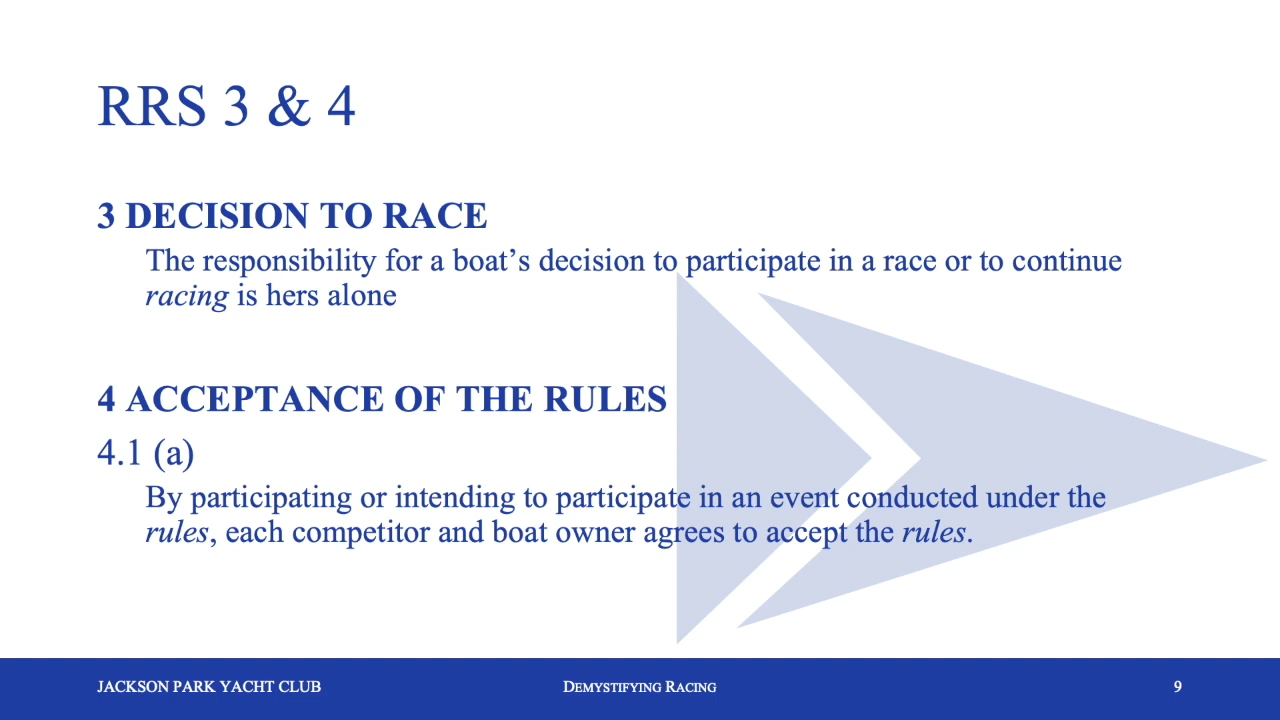 RRS 3 & 4
3 DECISION TO RACE
The responsibility for a boat’s decision to participate in a race or to continue
racing is hers alone
4 ACCEPTANCE OF THE RULES
4.1 (a)
By participating or intending to participate in an event conducted under the
rules, each competitor and boat owner agrees to accept the rules.
JACKSON PARK YACHT CLUB
DEMYSTIFYING RACING
9